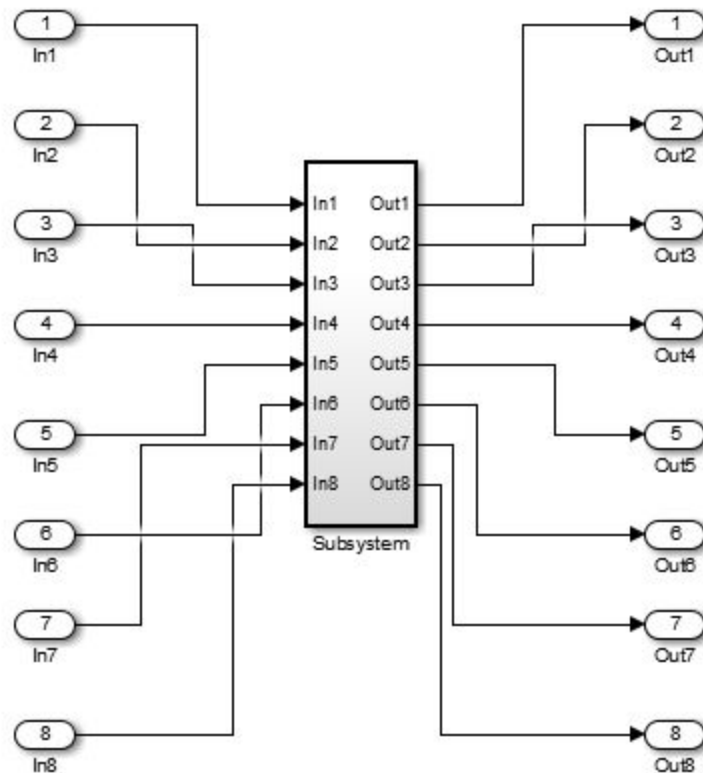 1
In1
2
In2
3
In3
4
In4
5
In5
6
In6
7
In7
8
In8
In1 Out1
In2 Out2
In3 Out3
In4 Out4
In5 Out5
In6 Out6
In7 Out7
In8 Out8
Subsystem
1
Out1
2
Out2
3
Out3
4
Out4
5
Out5
6
Out6
7
Out7
8
Out8